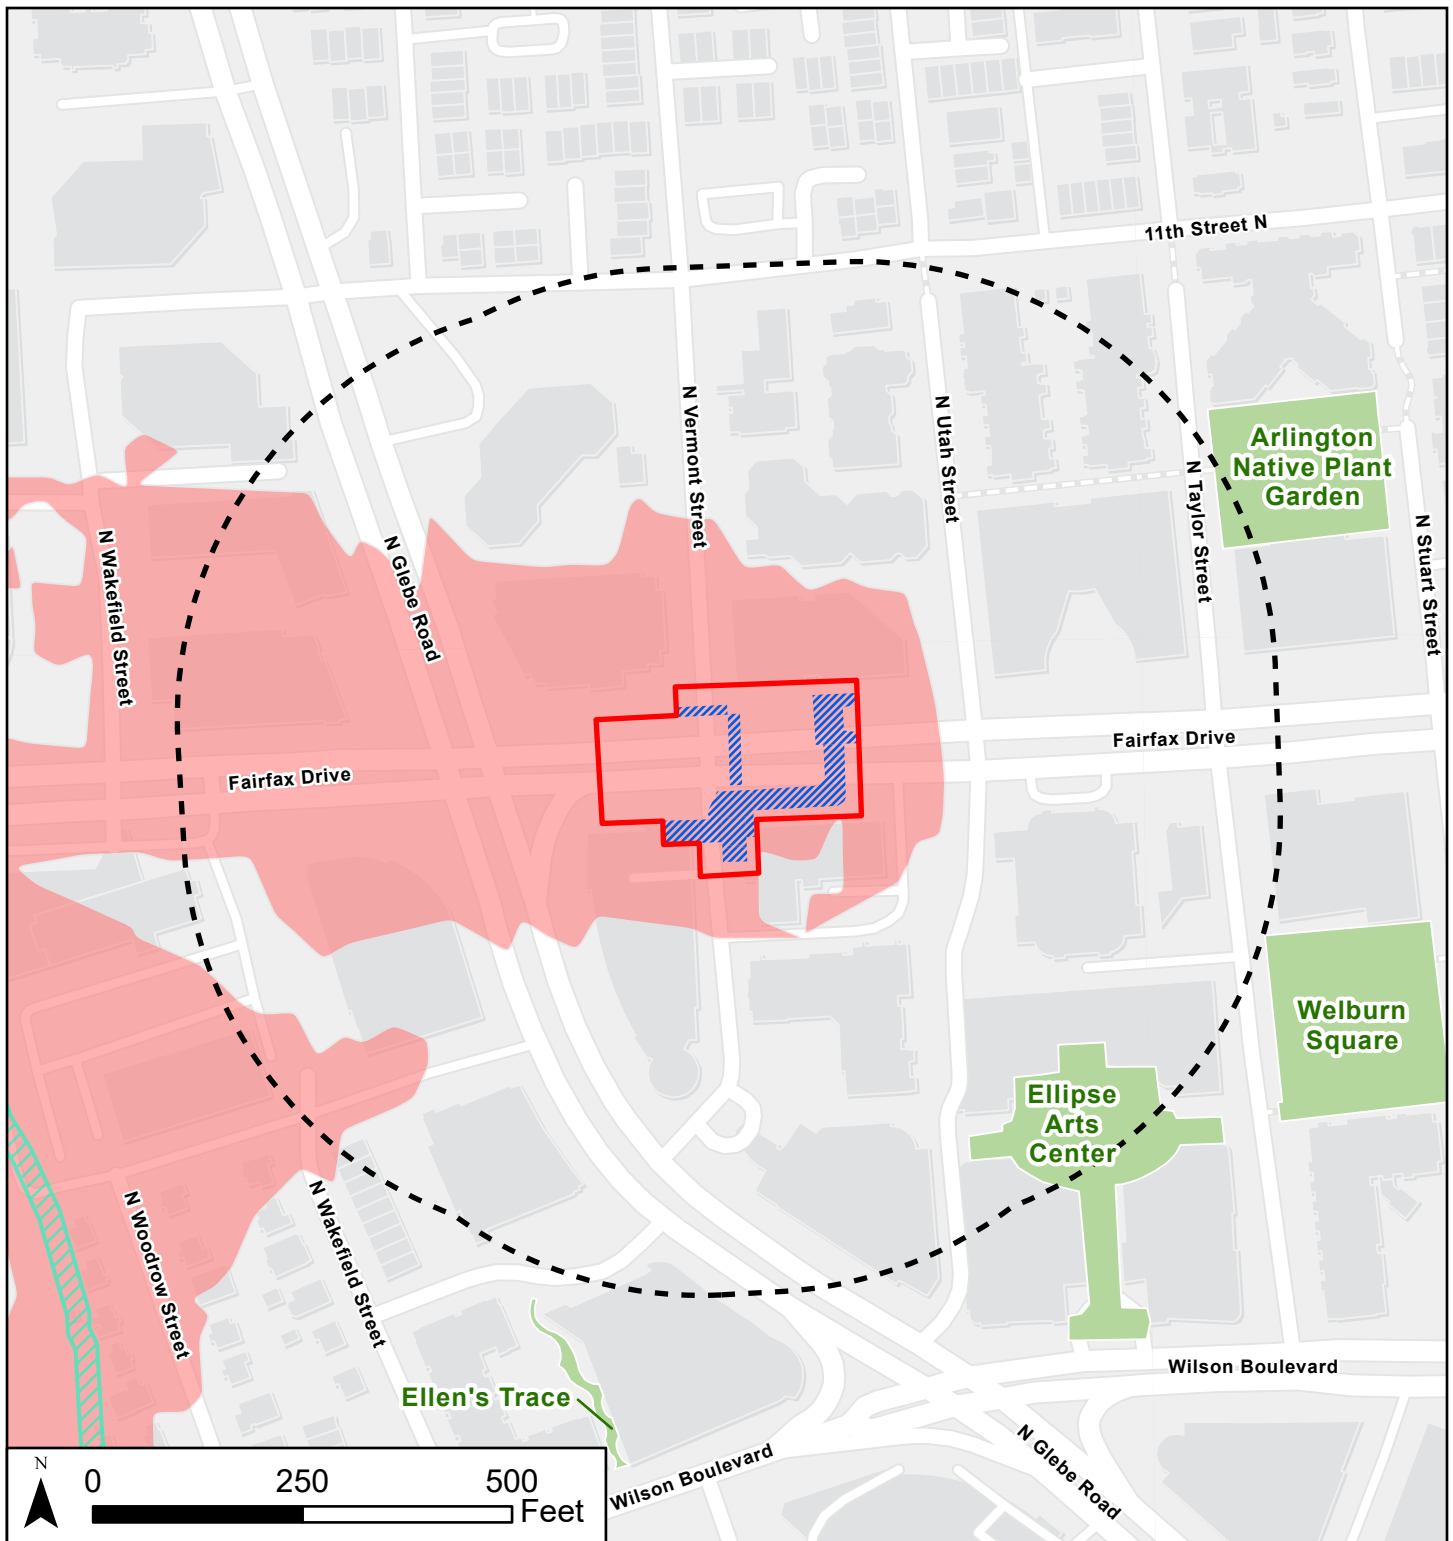 11th Street N
N Vermont Street
N Utah Street
Arlington
Native Plant
Garden
N Taylor Street
N Stuart Street
N Wakefield Street
N Glebe Road
Fairfax Drive
Fairfax Drive
Welburn
Square
Ellipse
Arts
Center
N Woodrow Street
N Wakefield Street
Wilson Boulevard
Ellen's Trace
N Glebe Road
Wilson Boulevard
N
0 250 500
Feet